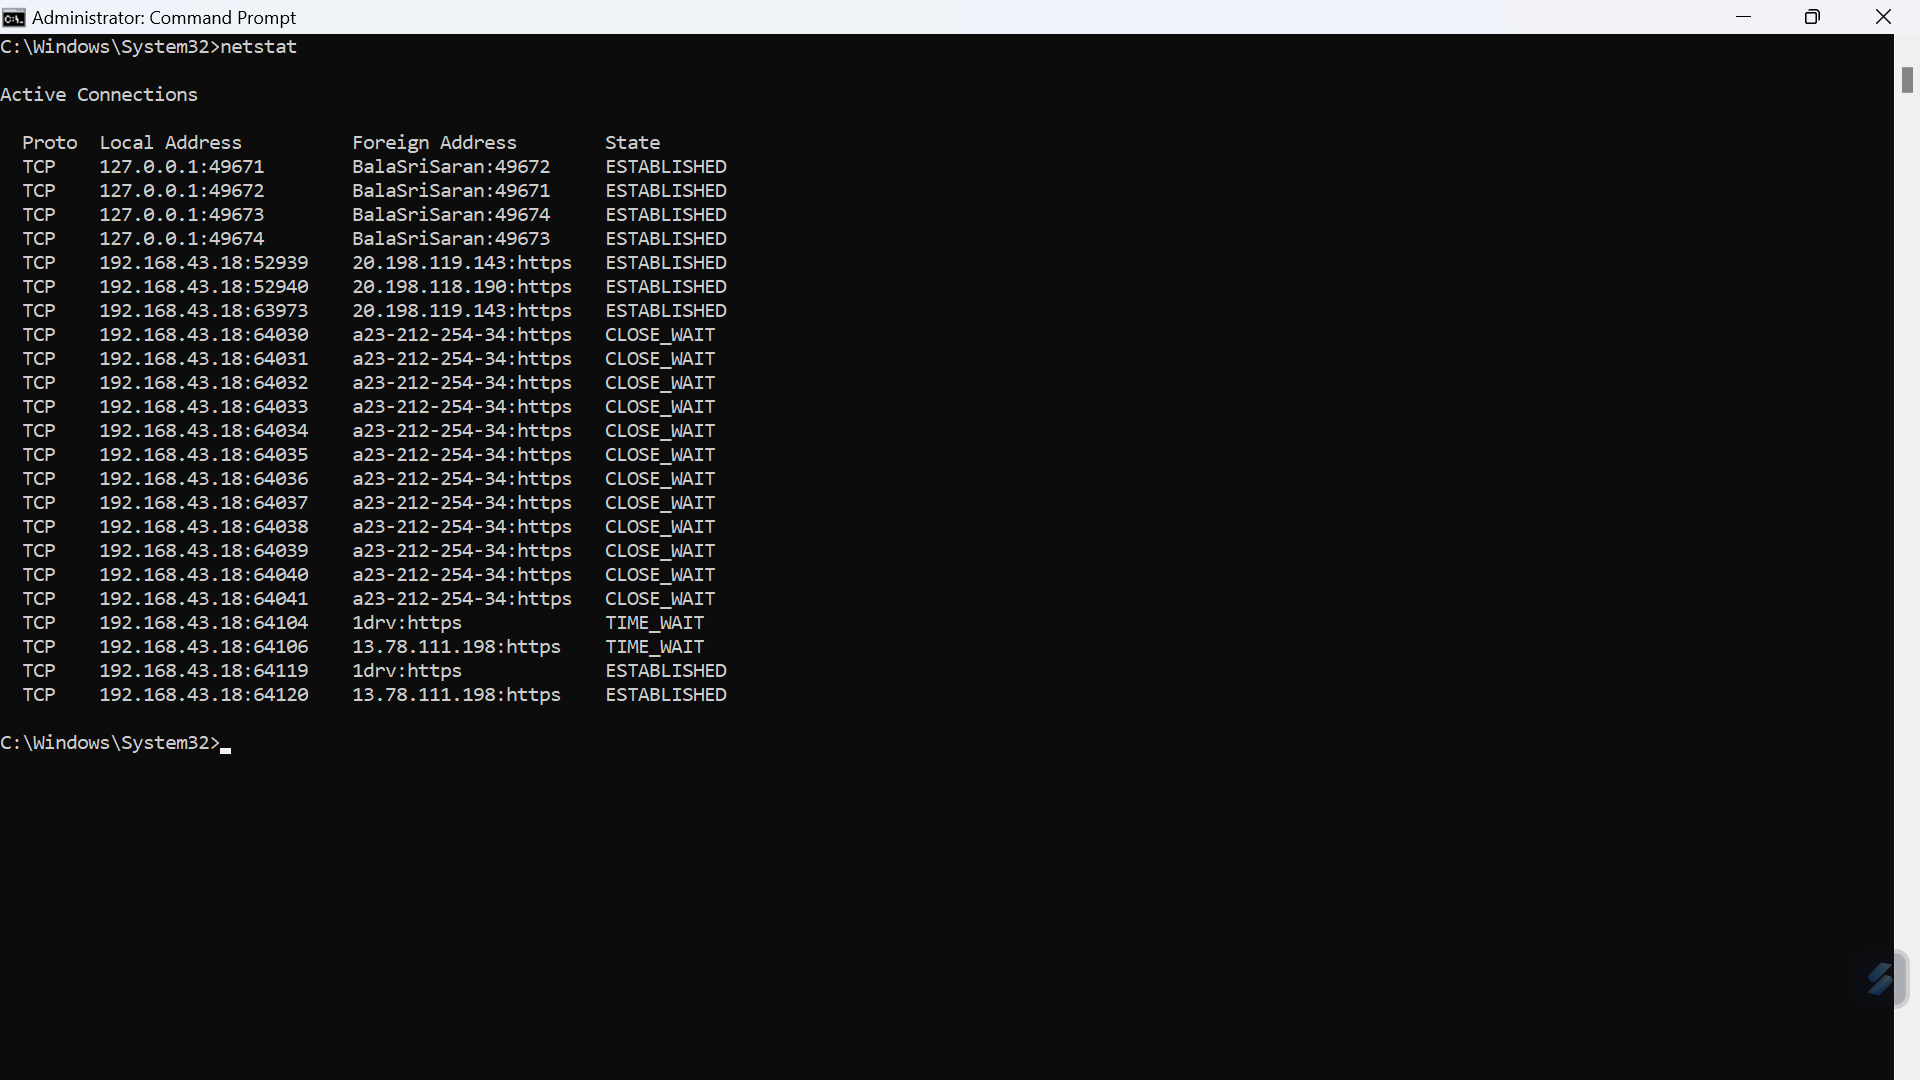 Administrator: Command Prompt
C:\Windows\System32>netstat
Active Connections
Proto  Local Address          Foreign Address        State
TCP    127.0.0.1:49671        BalaSriSaran:49672     ESTABLISHED
TCP    127.0.0.1:49672        BalaSriSaran:49671     ESTABLISHED
TCP    127.0.0.1:49673        BalaSriSaran:49674     ESTABLISHED
TCP    127.0.0.1:49674        BalaSriSaran:49673     ESTABLISHED
TCP    192.168.43.18:52939    20.198.119.143:https   ESTABLISHED
TCP    192.168.43.18:52940    20.198.118.190:https   ESTABLISHED
TCP    192.168.43.18:63973    20.198.119.143:https   ESTABLISHED
TCP    192.168.43.18:64030    a23-212-254-34:https   CLOSE_WAIT
TCP    192.168.43.18:64031    a23-212-254-34:https   CLOSE_WAIT
TCP    192.168.43.18:64032    a23-212-254-34:https   CLOSE_WAIT
TCP    192.168.43.18:64033    a23-212-254-34:https   CLOSE_WAIT
TCP    192.168.43.18:64034    a23-212-254-34:https   CLOSE_WAIT
TCP    192.168.43.18:64035    a23-212-254-34:https   CLOSE_WAIT
TCP    192.168.43.18:64036    a23-212-254-34:https   CLOSE_WAIT
TCP    192.168.43.18:64037    a23-212-254-34:https   CLOSE_WAIT
TCP    192.168.43.18:64038    a23-212-254-34:https   CLOSE_WAIT
TCP    192.168.43.18:64039    a23-212-254-34:https   CLOSE_WAIT
TCP    192.168.43.18:64040    a23-212-254-34:https   CLOSE_WAIT
TCP    192.168.43.18:64041    a23-212-254-34:https   CLOSE_WAIT
TCP    192.168.43.18:64104    1drv:https             TIME_WAIT
TCP    192.168.43.18:64106    13.78.111.198:https    TIME_WAIT
TCP    192.168.43.18:64119    1drv:https             ESTABLISHED
TCP    192.168.43.18:64120    13.78.111.198:https    ESTABLISHED
C:\Windows\System32>